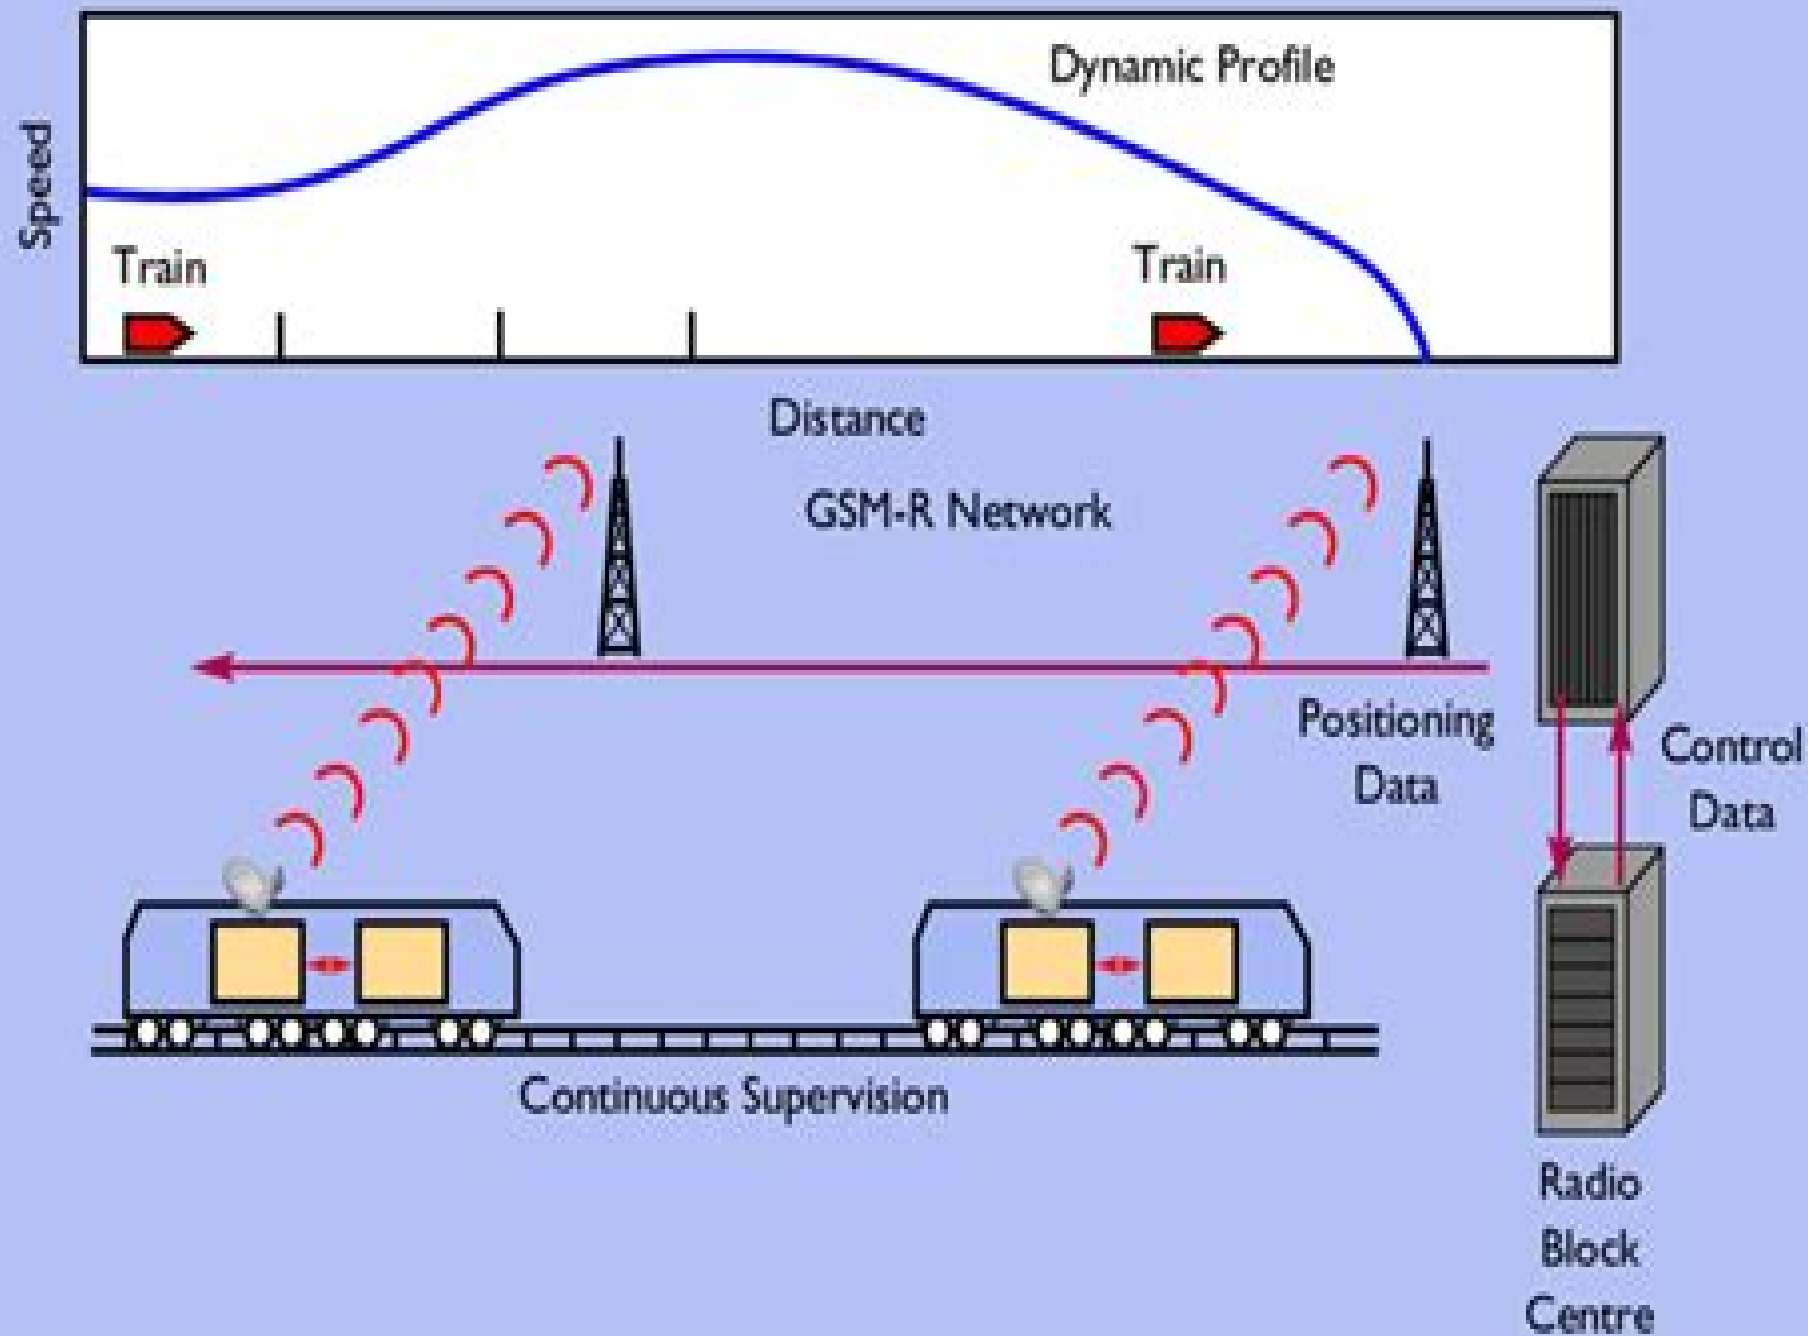 Dynamic Profile
Speed
Train
Train
Distance
GSM-R Network
Positioning
Data
Control
Data
Continuous Supervision
Radio
Block
Centre